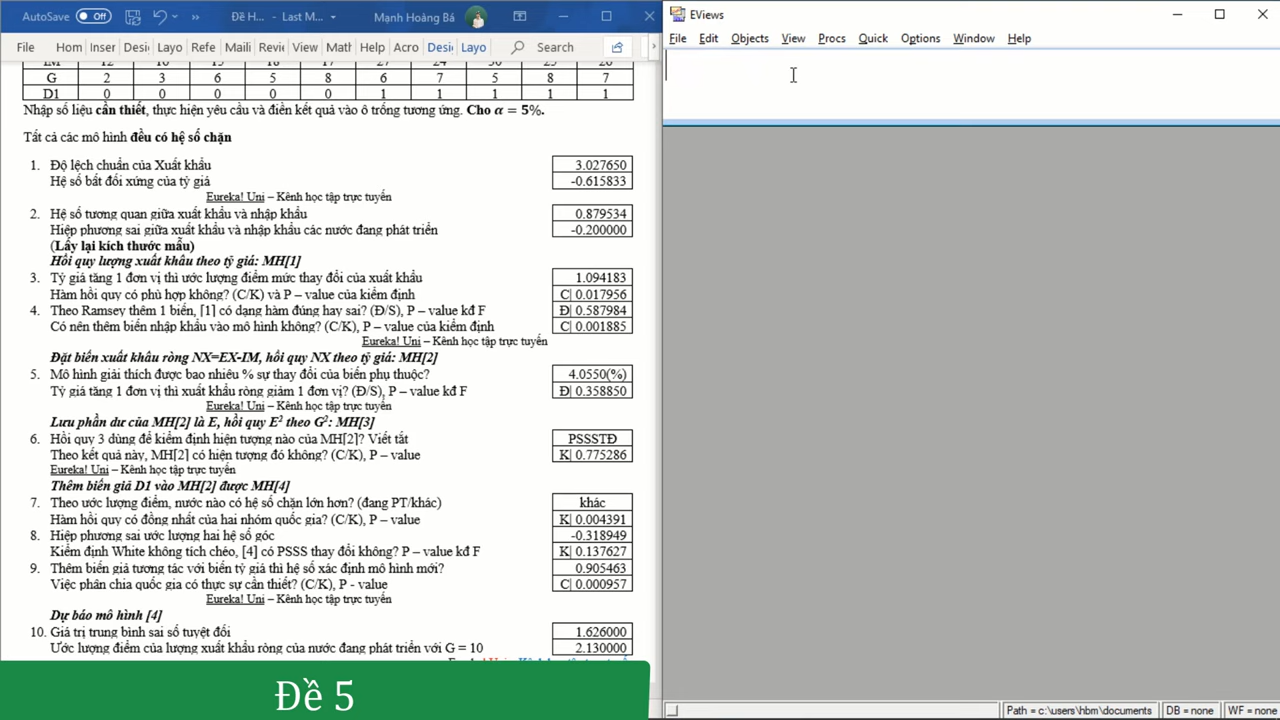 AutoSave Off Đề H... - Last M... Mạnh Hoàng Bá
File Hom Inser Desi Layo Refe Maili Revi View Math Help Acro Desi Layo Search
G 2 3 6 5 8 6 7 5 8 7
D1 0 0 0 0 0 1 1 1 1 1
Nhập số liệu cần thiết, thực hiện yêu cầu và điền kết quả vào ô trống tương ứng. Cho α = 5%.
Tất cả các mô hình đều có hệ số chặn
1. Độ lệch chuẩn của Xuất khẩu 3.027650
Hệ số bất đối xứng của tỷ giá -0.615833
Eureka! Uni – Kênh học tập trực tuyến
2. Hệ số tương quan giữa xuất khẩu và nhập khẩu 0.879534
Hiệp phương sai giữa xuất khẩu và nhập khẩu các nước đang phát triển -0.200000
(Lấy lại kích thước mẫu)
Hồi quy lượng xuất khẩu theo tỷ giá: MH[1]
3. Tỷ giá tăng 1 đơn vị thì ước lượng điểm mức thay đổi của xuất khẩu 1.094183
Hàm hồi quy có phù hợp không? (C/K) và P – value của kiểm định C| 0.017956
4. Theo Ramsey thêm 1 biến, [1] có dạng hàm đúng hay sai? (Đ/S), P – value kđ F Đ| 0.587984
Có nên thêm biến nhập khẩu vào mô hình không? (C/K), P – value của kiểm định C| 0.001885
Eureka! Uni – Kênh học tập trực tuyến
Đặt biến xuất khẩu ròng NX=EX-IM, hồi quy NX theo tỷ giá: MH[2]
5. Mô hình giải thích được bao nhiêu % sự thay đổi của biến phụ thuộc? 4.0550(%)
Tỷ giá tăng 1 đơn vị thì xuất khẩu ròng giảm 1 đơn vị? (Đ/S), P – value kđ F Đ| 0.358850
Eureka! Uni – Kênh học tập trực tuyến
Lưu phần dư của MH[2] là E, hồi quy E² theo G²: MH[3]
6. Hồi quy 3 dùng để kiểm định hiện tượng nào của MH[2]? Viết tắt PSSSTĐ
Theo kết quả này, MH[2] có hiện tượng đó không? (C/K), P – value K| 0.775286
Eureka! Uni – Kênh học tập trực tuyến
Thêm biến giả D1 vào MH[2] được MH[4]
7. Theo ước lượng điểm, nước nào có hệ số chặn lớn hơn? (đang PT/khác) khác
Hàm hồi quy có đồng nhất của hai nhóm quốc gia? (C/K), P – value K| 0.004391
8. Hiệp phương sai ước lượng hai hệ số góc -0.318949
Kiểm định White không tích chéo, [4] có PSSS thay đổi không? P – value kđ F K| 0.137627
9. Thêm biến giả tương tác với biến tỷ giá thì hệ số xác định mô hình mới? 0.905463
Việc phân chia quốc gia có thực sự cần thiết? (C/K), P - value C| 0.000957
Eureka! Uni – Kênh học tập trực tuyến
Dự báo mô hình [4]
10. Giá trị trung bình sai số tuyệt đối 1.626000
Ước lượng điểm của lượng xuất khẩu ròng của nước đang phát triển với G = 10 2.130000
Đề 5
EViews
File Edit Objects View Procs Quick Options Window Help
Path = c:\users\hbm\documents DB = none WF = none